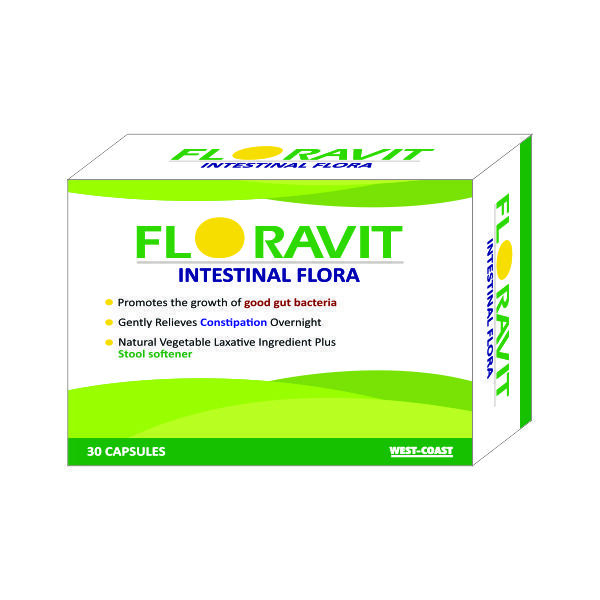 FLORAVIT
INTESTINAL FLORA
FLORAVIT
INTESTINAL FLORA
Promotes the growth of good gut bacteria
Gently Relieves Constipation Overnight
Natural Vegetable Laxative Ingredient Plus
Stool softener
30 CAPSULES
WEST-COAST
FLORAVIT
INTESTINAL FLORA